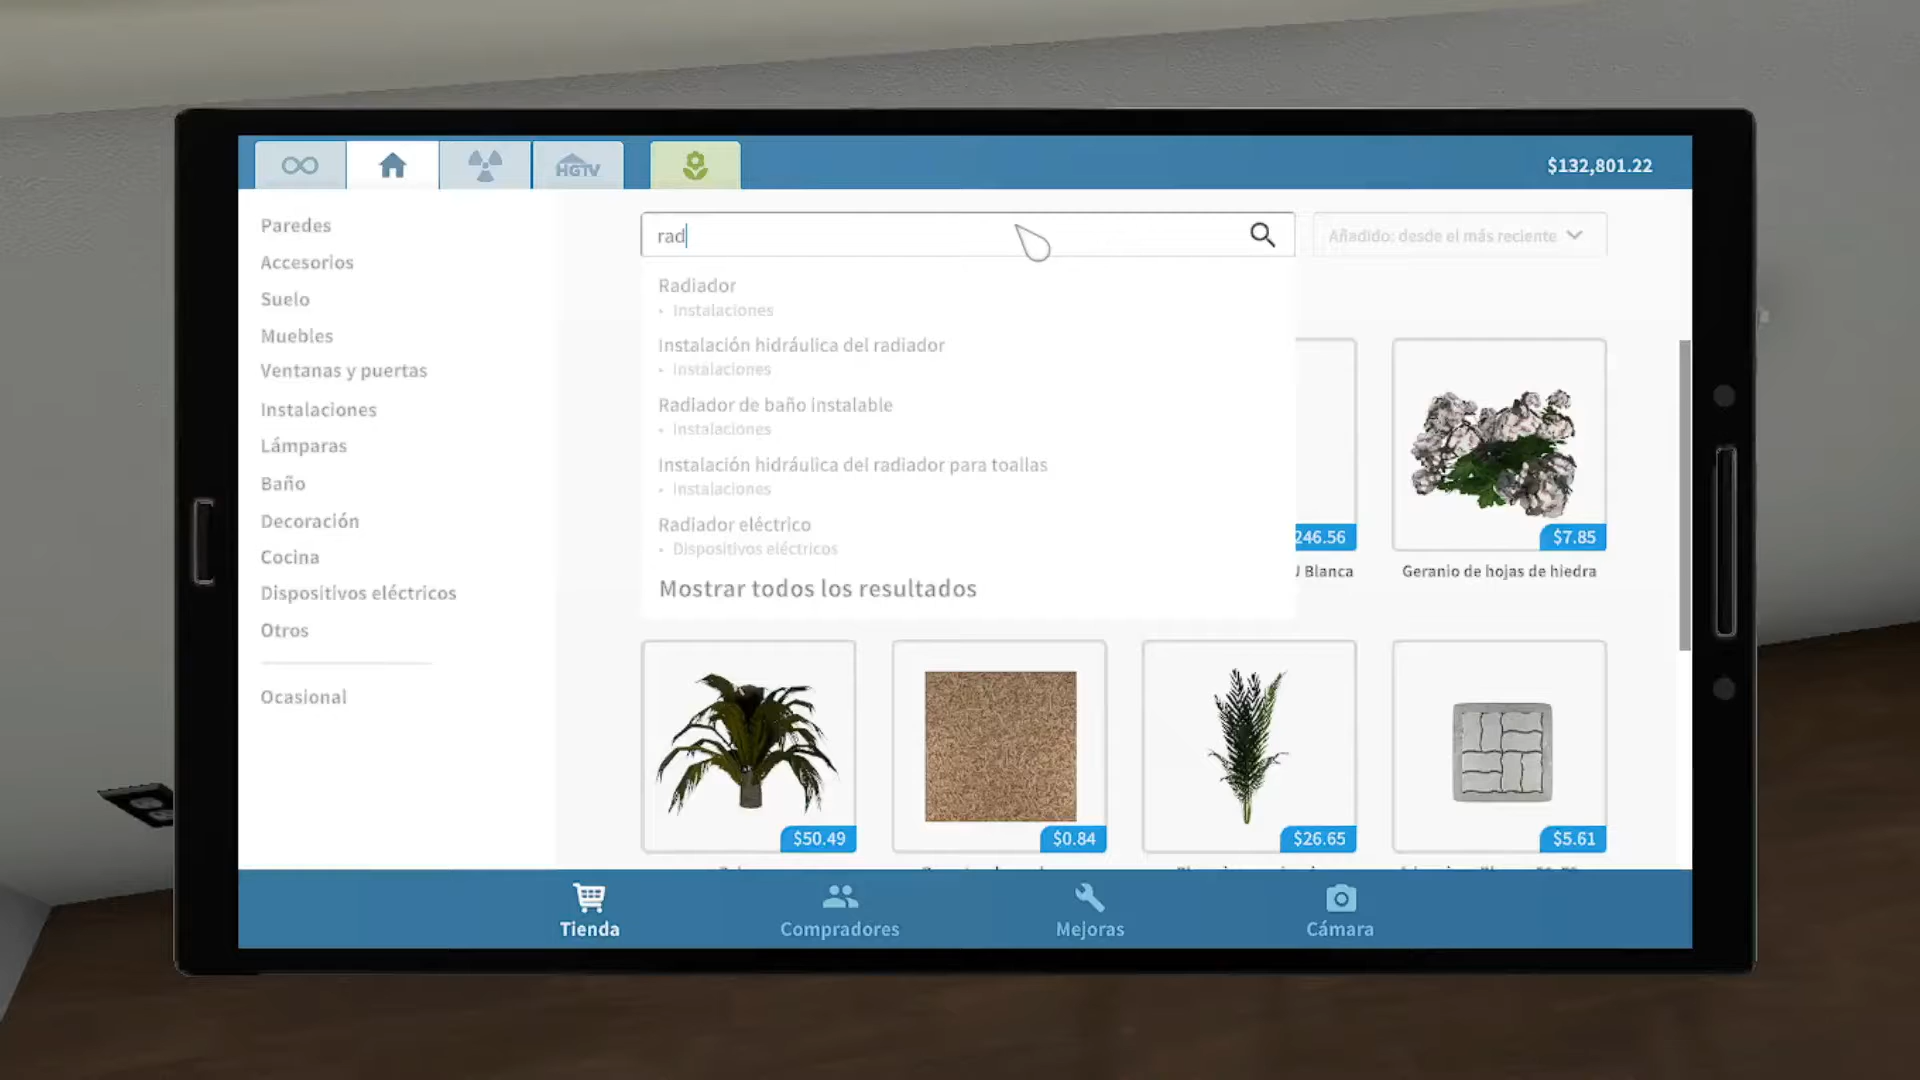 HGTV
$132,801.22
Paredes
Accesorios
Suelo
Muebles
Ventanas y puertas
Instalaciones
Lámparas
Baño
Decoración
Cocina
Dispositivos eléctricos
Otros
Ocasional
rad
Añadido: desde el más reciente
Radiador
• Instalaciones
Instalación hidráulica del radiador
• Instalaciones
Radiador de baño instalable
• Instalaciones
Instalación hidráulica del radiador para toallas
• Instalaciones
Radiador eléctrico
• Dispositivos eléctricos
Mostrar todos los resultados
246.56
Blanca
$7.85
Geranio de hojas de hiedra
$50.49
$0.84
$26.65
$5.61
Tienda
Compradores
Mejoras
Cámara